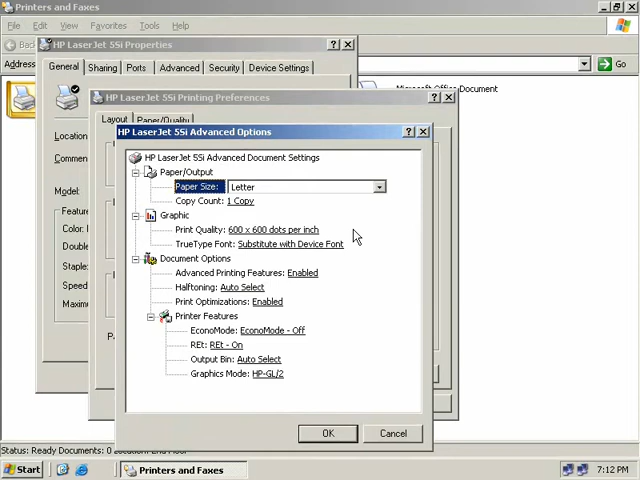 Printers and Faxes
File Edit View Favorites Tools Help
Back
HP LaserJet 5Si Properties
Address
Go
General Sharing Ports Advanced Security Device Settings
Microsoft Office Document
HP LaserJet 5Si Printing Preferences
Layout Paper/Quality
HP LaserJet 5Si Advanced Options
HP LaserJet 5Si Advanced Document Settings
Paper/Output
Paper Size: Letter
Copy Count: 1 Copy
Graphic
Print Quality: 600 x 600 dots per inch
TrueType Font: Substitute with Device Font
Document Options
Advanced Printing Features: Enabled
Halftoning: Auto Select
Print Optimizations: Enabled
Printer Features
EconoMode: EconoMode - Off
REt: REt - On
Output Bin: Auto Select
Graphics Mode: HP-GL/2
Location
Comment
Model:
Features
Color:
Double
Staple:
Speed
Maximum
OK Cancel
Status: Ready Documents: 0
Start Printers and Faxes 7:12 PM